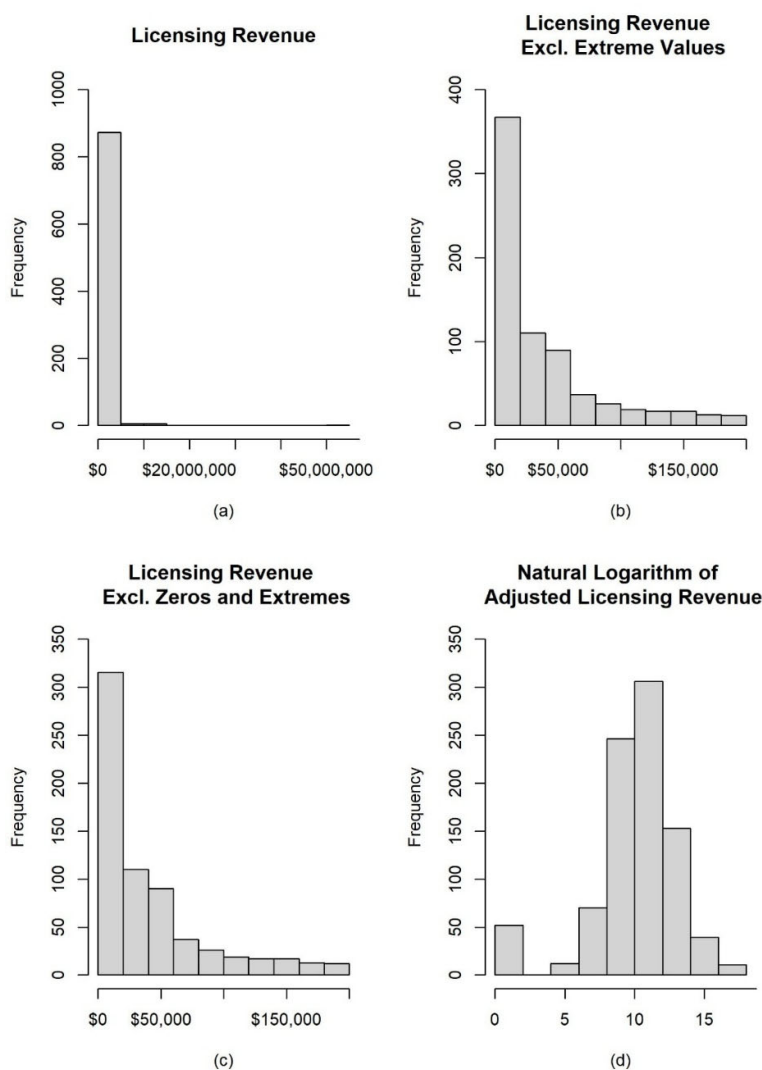 Licensing Revenue
Frequency
0
200
400
600
800
1000
$0
$20,000,000
$50,000,000
(a)
Licensing Revenue
Excl. Extreme Values
Frequency
0
100
200
300
400
$0
$50,000
$150,000
(b)
Licensing Revenue
Excl. Zeros and Extremes
Frequency
0
50
100
150
200
250
300
350
$0
$50,000
$150,000
(c)
Natural Logarithm of
Adjusted Licensing Revenue
Frequency
0
50
100
150
200
250
300
350
0
5
10
15
(d)